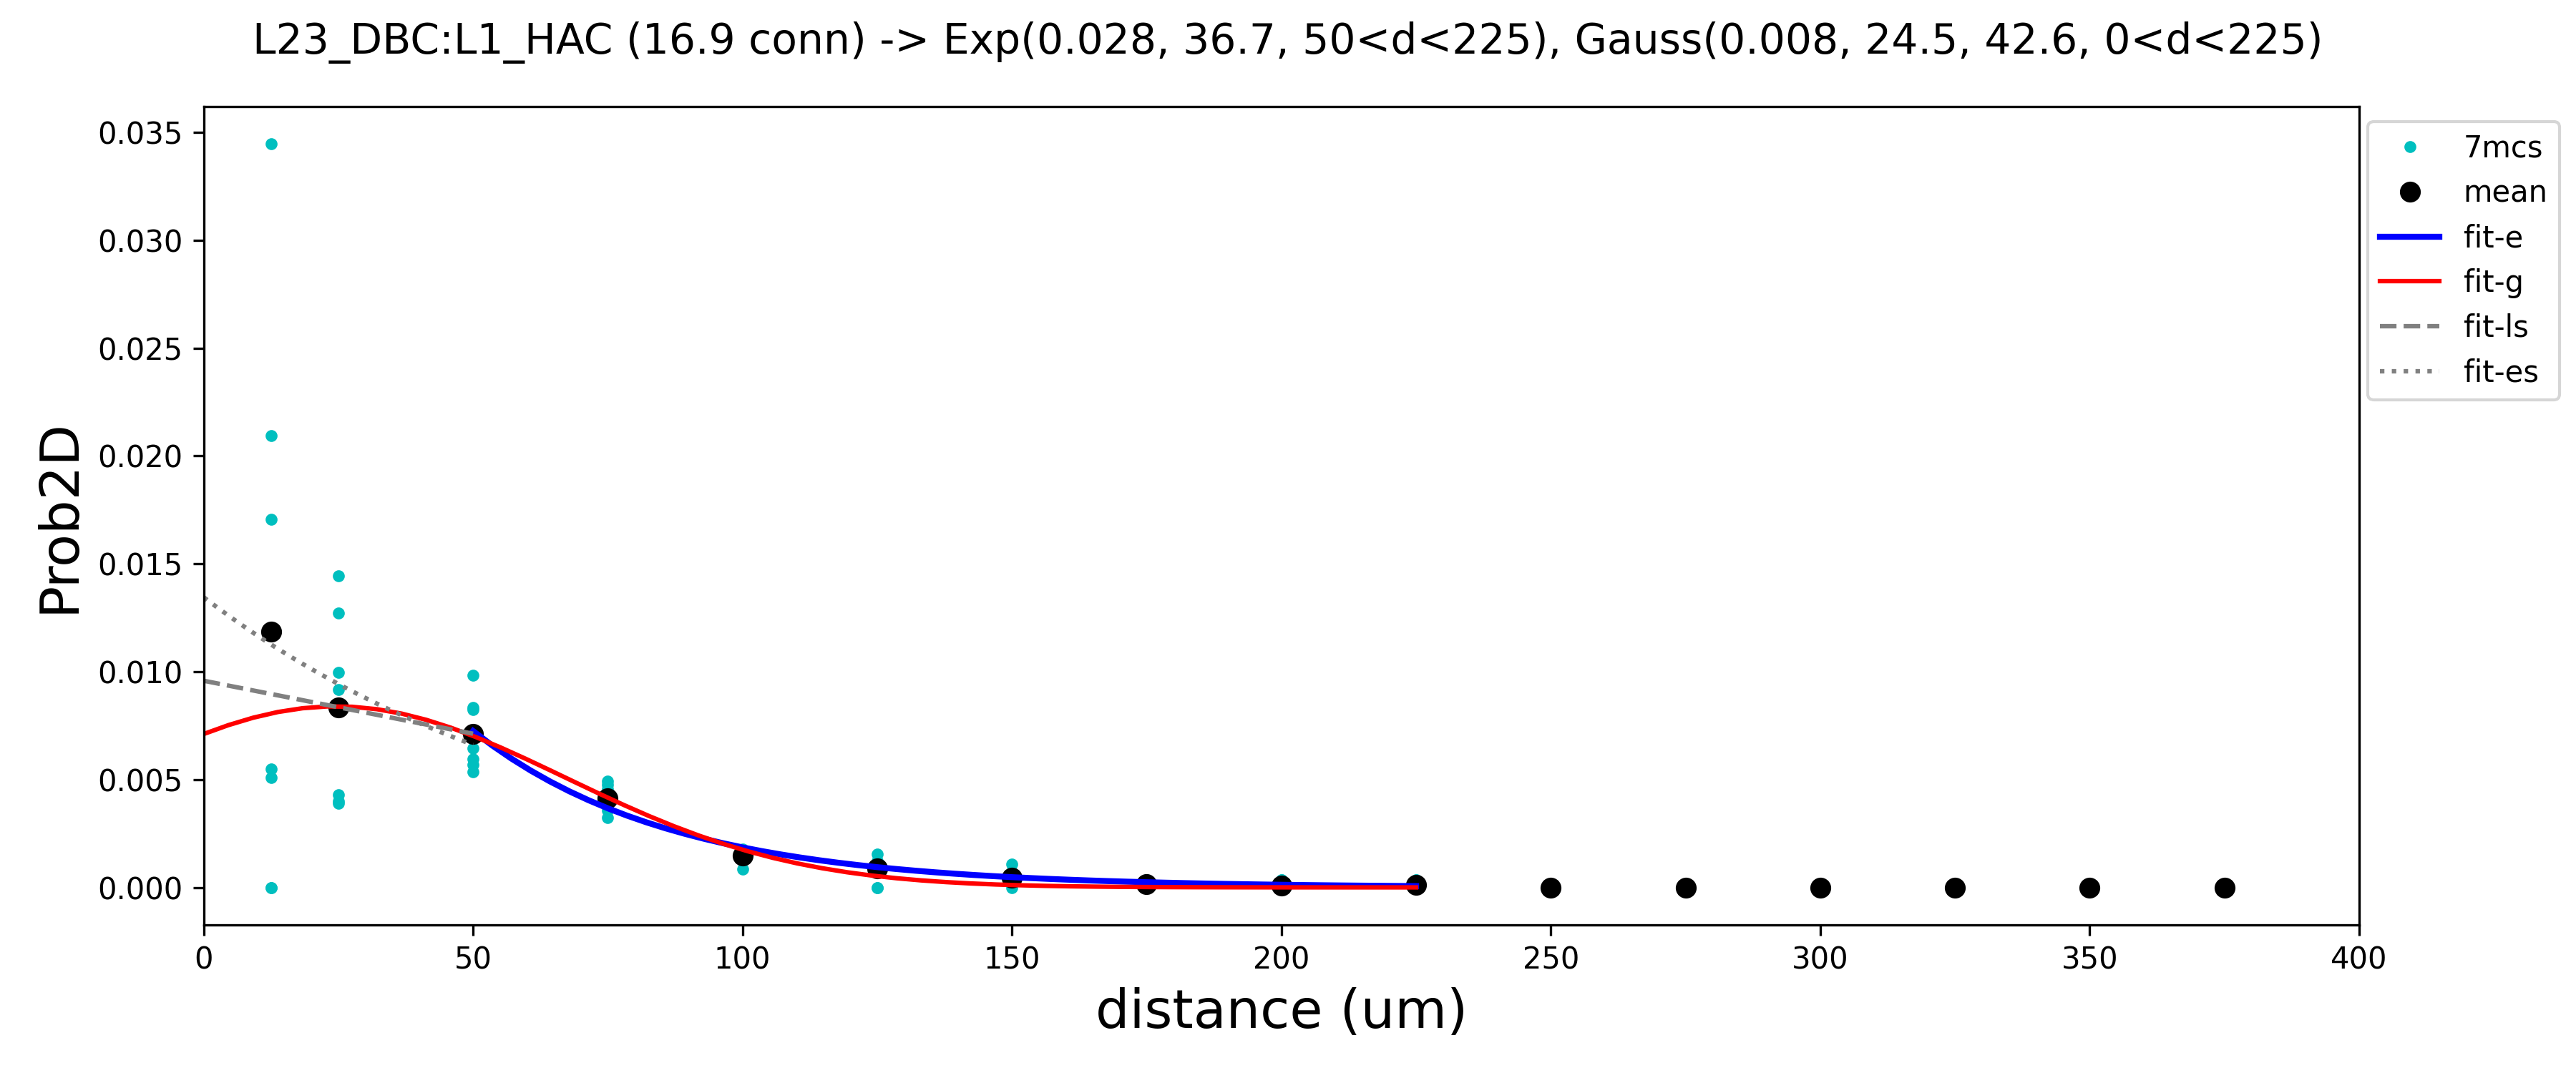 L23_DBC:L1_HAC (16.9 conn) -> Exp(0.028, 36.7, 50<d<225), Gauss(0.008, 24.5, 42.6, 0<d<225)
0.035
0.030
0.025
0.020
0.015
0.010
0.005
0.000
Prob2D
0 50 100 150 200 250 300 350 400
distance (um)
7mcs
mean
fit-e
fit-g
fit-ls
fit-es